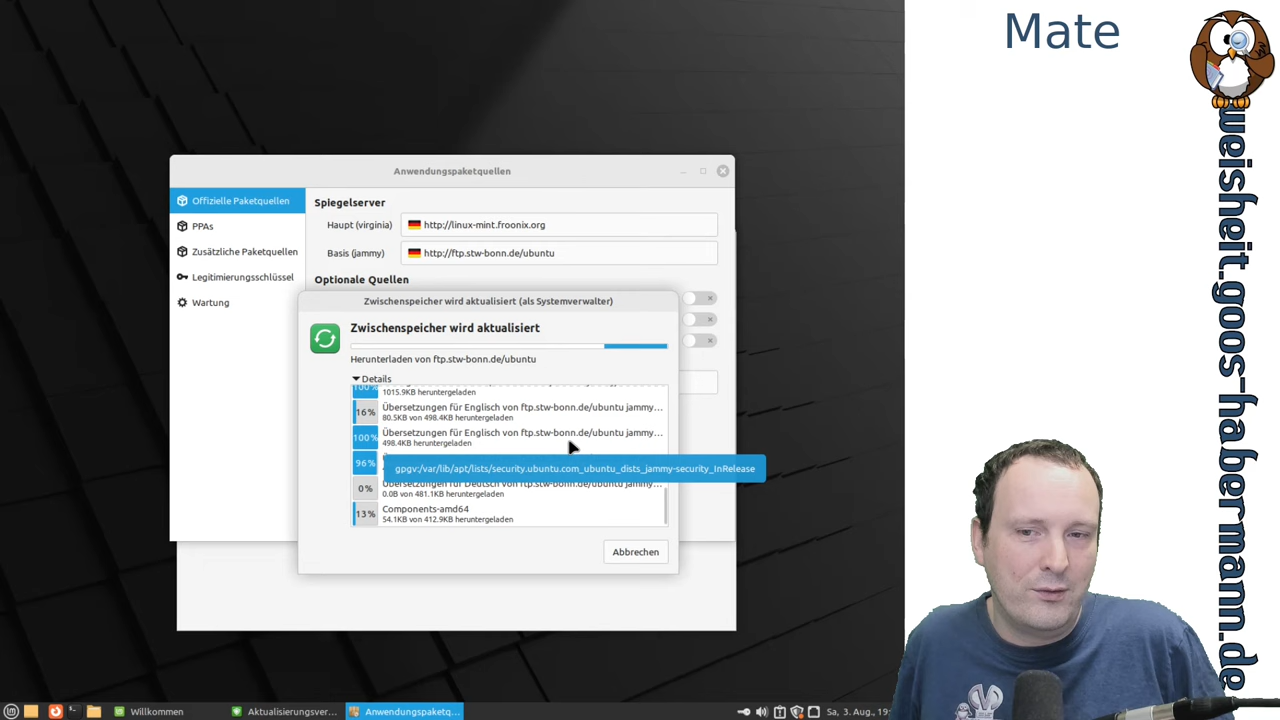 Mate
weisheit.goos-habermann.de
Anwendungspaketquellen
Offizielle Paketquellen
PPAs
Zusätzliche Paketquellen
Legitimierungsschlüssel
Wartung
Spiegelserver
Haupt (virginia)
http://linux-mint.froonix.org
Basis (jammy)
http://ftp.stw-bonn.de/ubuntu
Optionale Quellen
Zwischenspeicher wird aktualisiert (als Systemverwalter)
Zwischenspeicher wird aktualisiert
Herunterladen von ftp.stw-bonn.de/ubuntu
Details
100%
1015.9KB heruntergeladen
16%
Übersetzungen für Englisch von ftp.stw-bonn.de/ubuntu jammy...
80.5KB von 498.4KB heruntergeladen
100%
Übersetzungen für Englisch von ftp.stw-bonn.de/ubuntu jammy...
498.4KB heruntergeladen
96%
gpgv:/var/lib/apt/lists/security.ubuntu.com_ubuntu_dists_jammy-security_InRelease
0%
Übersetzungen für Deutsch von ftp.stw-bonn.de/ubuntu jammy...
0.0B von 481.1KB heruntergeladen
13%
Components-amd64
54.1KB von 412.9KB heruntergeladen
Abbrechen
Willkommen
Aktualisierungsver...
Anwendungspaketq...
Sa, 3. Aug., 19: